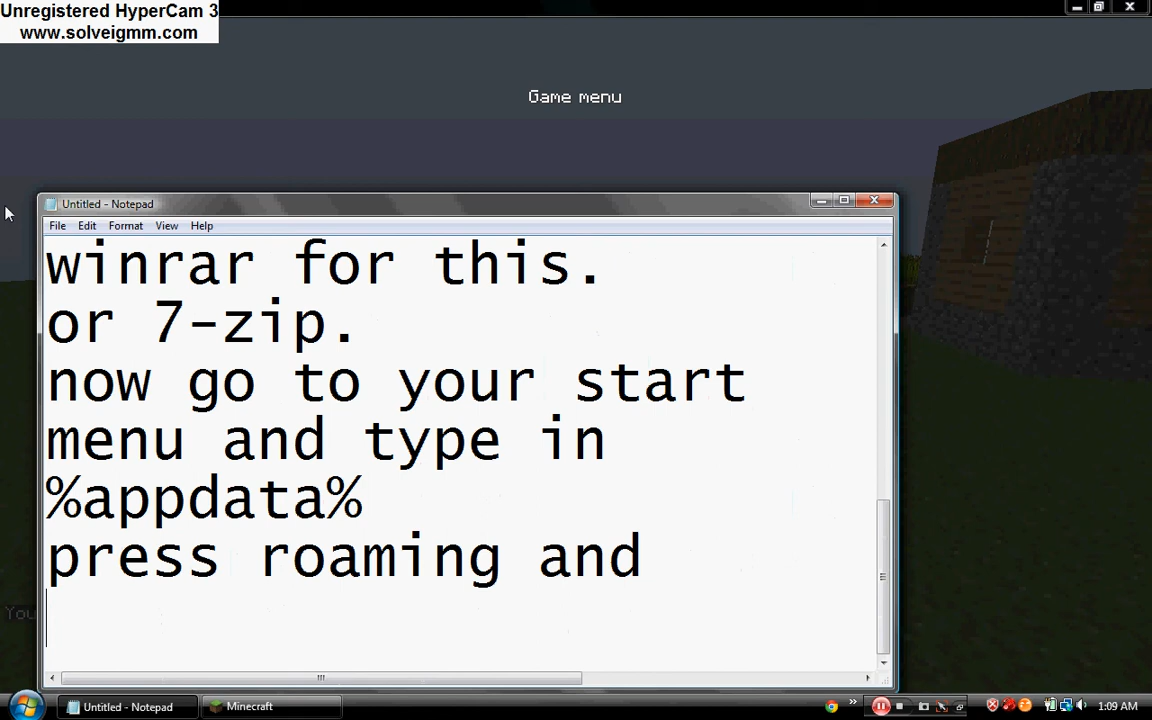 Unregistered HyperCam 3
www.solveigmm.com
Game menu
Untitled - Notepad
File Edit Format View Help
winrar for this.
or 7-zip.
now go to your start
menu and type in
%appdata%
press roaming and
You
Untitled - Notepad
Minecraft
1:09 AM